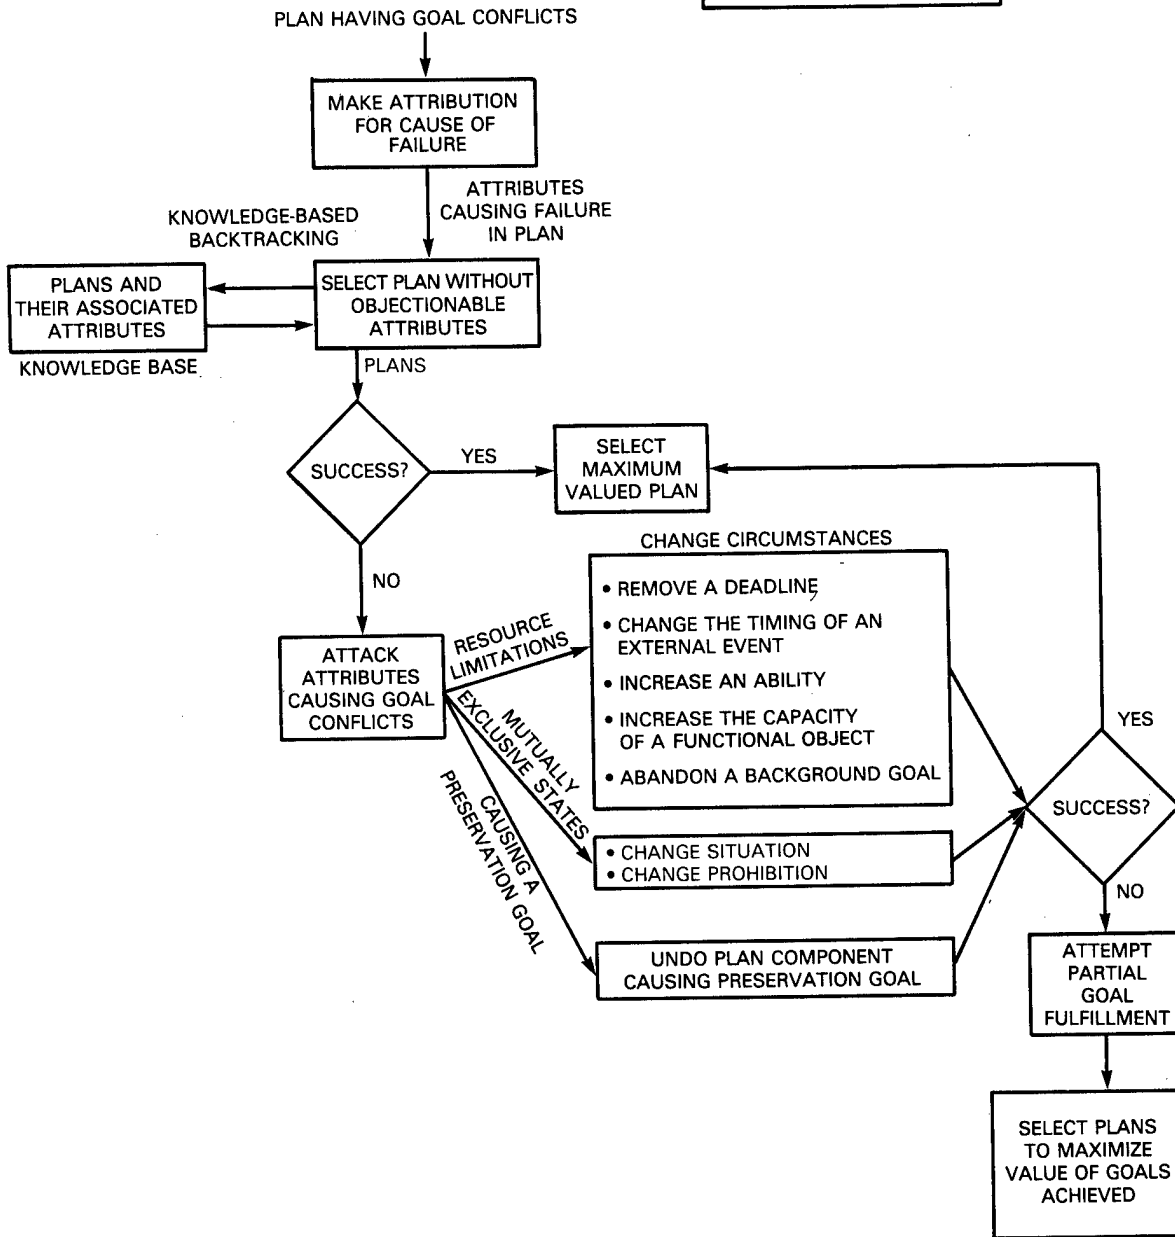 PLAN HAVING GOAL CONFLICTS
MAKE ATTRIBUTION
FOR CAUSE OF
FAILURE
ATTRIBUTES
CAUSING FAILURE
IN PLAN
KNOWLEDGE-BASED
BACKTRACKING
PLANS AND
THEIR ASSOCIATED
ATTRIBUTES
KNOWLEDGE BASE
SELECT PLAN WITHOUT
OBJECTIONABLE
ATTRIBUTES
PLANS
SUCCESS?
YES
SELECT
MAXIMUM
VALUED PLAN
NO
ATTACK
ATTRIBUTES
CAUSING GOAL
CONFLICTS
RESOURCE
LIMITATIONS
MUTUALLY
EXCLUSIVE STATES
CAUSING A
PRESERVATION GOAL
CHANGE CIRCUMSTANCES
• REMOVE A DEADLINE
• CHANGE THE TIMING OF AN
EXTERNAL EVENT
• INCREASE AN ABILITY
• INCREASE THE CAPACITY
OF A FUNCTIONAL OBJECT
• ABANDON A BACKGROUND GOAL
• CHANGE SITUATION
• CHANGE PROHIBITION
UNDO PLAN COMPONENT
CAUSING PRESERVATION GOAL
YES
SUCCESS?
NO
ATTEMPT
PARTIAL
GOAL
FULFILLMENT
SELECT PLANS
TO MAXIMIZE
VALUE OF GOALS
ACHIEVED